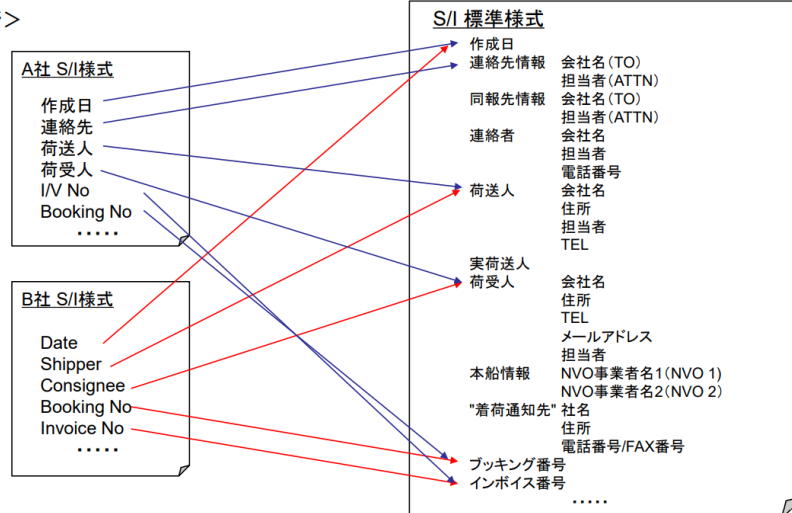 >
A社 S/I様式
作成日
連絡先
荷送人
荷受人
I/V No
Booking No
・・・・・
B社 S/I様式
Date
Shipper
Consignee
Booking No
Invoice No
・・・・・
S/I 標準様式
作成日
連絡先情報 会社名(TO)
担当者(ATTN)
同報先情報 会社名(TO)
担当者(ATTN)
連絡者 会社名
担当者
電話番号
荷送人 会社名
住所
担当者
TEL
実荷送人
荷受人 会社名
住所
TEL
メールアドレス
担当者
本船情報 NVO事業者名1(NVO 1)
NVO事業者名2(NVO 2)
"着荷通知先" 社名
住所
電話番号/FAX番号
ブッキング番号
インボイス番号
・・・・・